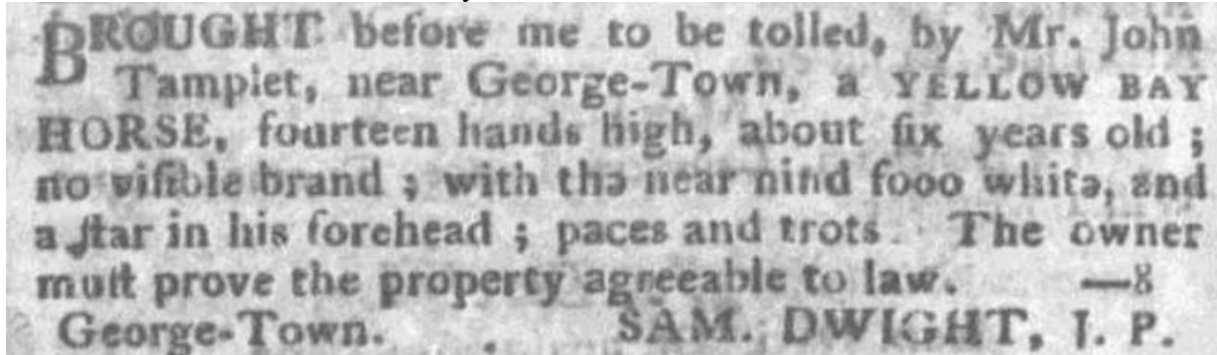 BROUGHT before me to be tolled, by Mr. John
Tamplet, near George-Town, a YELLOW BAY
HORSE, fourteen hands high, about ſix years old ;
no viſible brand ; with the near nind fooo white, and
a ſtar in his forehead ; paces and trots. The owner
muſt prove the property agreeable to law. —8
George-Town. SAM. DWIGHT, J. P.